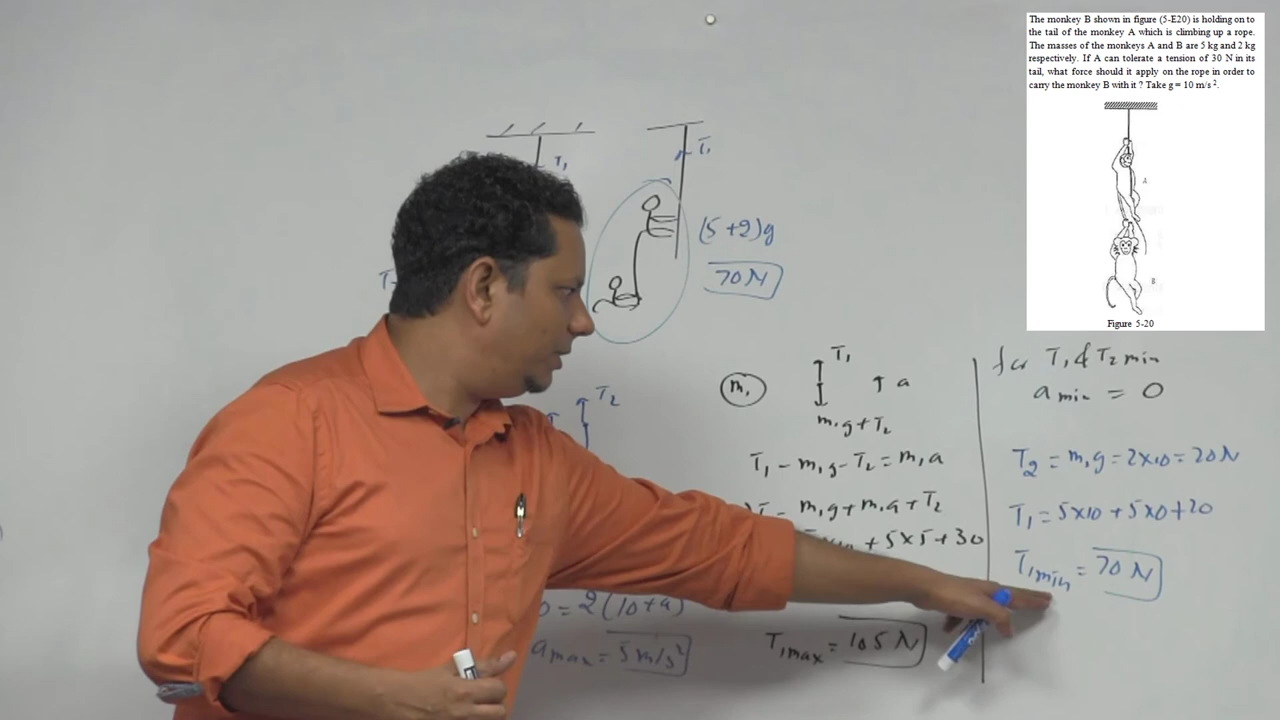 The monkey B shown in figure (5-E20) is holding on to
the tail of the monkey A which is climbing up a rope.
The masses of the monkeys A and B are 5 kg and 2 kg
respectively. If A can tolerate a tension of 30 N in its
tail, what force should it apply on the rope in order to
carry the monkey B with it ? Take g = 10 m/s ².
A
B
Figure 5-20
T₁
T₁
(5+2)g
70N
T₂
m₁
T₁
a
m₁g+T₂
T₁ - m₁g - T₂ = m₁a
m₁g + m₁a + T₂
+ 5×5+30
= 2(10+a)
a max = 5 m/s²
T₁max = 105 N
for T₁ & T₂ min
a min = 0
T₂ = m₁g = 2×10 = 20N
T₁ = 5×10 + 5×0 + 20
T₁min = 70 N